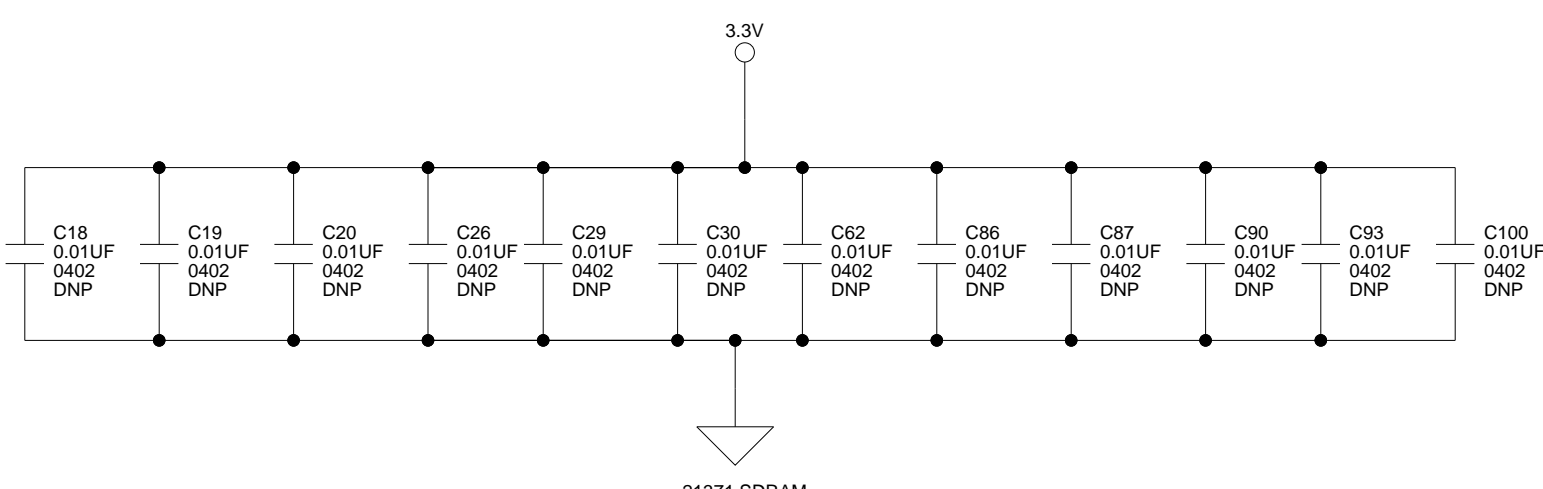 3.3V
C18
0.01UF
0402
DNP
C19
0.01UF
0402
DNP
C20
0.01UF
0402
DNP
C26
0.01UF
0402
DNP
C29
0.01UF
0402
DNP
C30
0.01UF
0402
DNP
C62
0.01UF
0402
DNP
C86
0.01UF
0402
DNP
C87
0.01UF
0402
DNP
C90
0.01UF
0402
DNP
C93
0.01UF
0402
DNP
C100
0.01UF
0402
DNP
21371 SDRAM